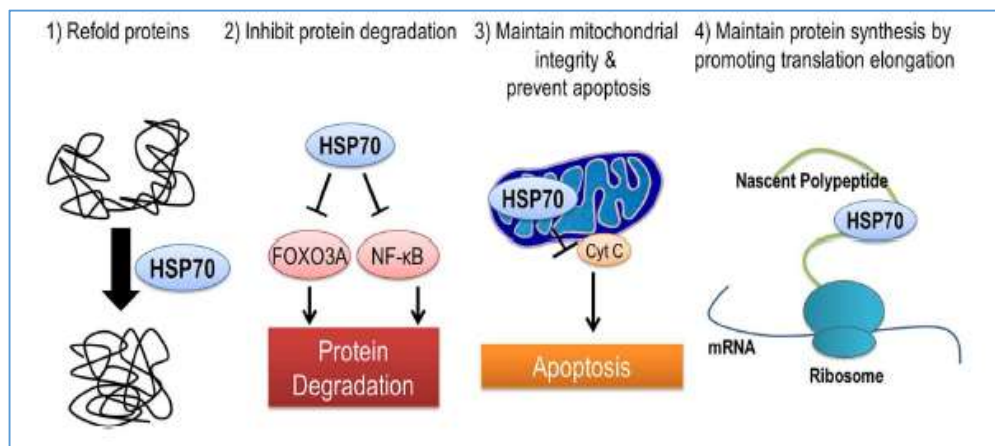 1) Refold proteins
HSP70
2) Inhibit protein degradation
HSP70
FOXO3A
NF-κB
Protein
Degradation
3) Maintain mitochondrial
integrity &
prevent apoptosis
HSP70
Cyt C
Apoptosis
4) Maintain protein synthesis by
promoting translation elongation
Nascent Polypeptide
HSP70
mRNA
Ribosome